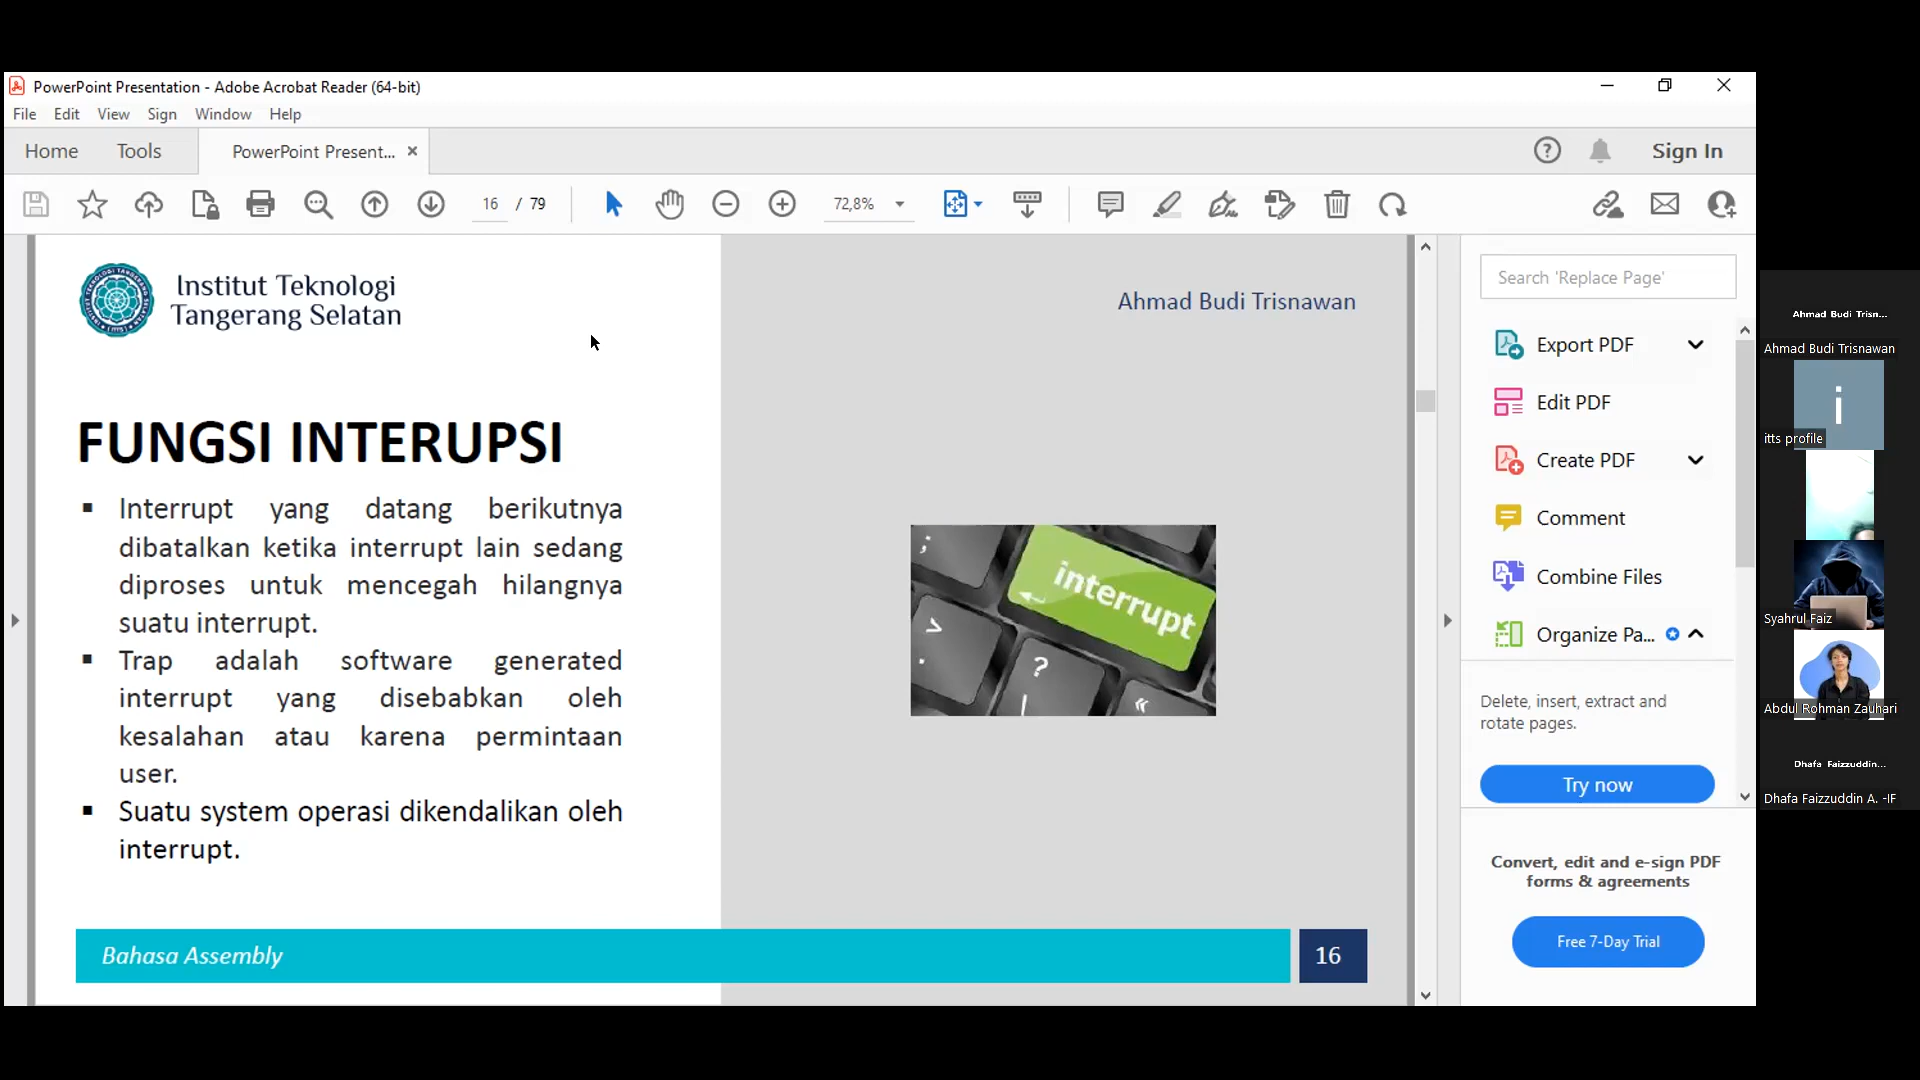 PowerPoint Presentation - Adobe Acrobat Reader (64-bit)
File Edit View Sign Window Help
Home Tools PowerPoint Present... Sign In
16 / 79 72,8%
Institut Teknologi
Tangerang Selatan
Ahmad Budi Trisnawan
FUNGSI INTERUPSI
▪ Interrupt yang datang berikutnya
dibatalkan ketika interrupt lain sedang
diproses untuk mencegah hilangnya
suatu interrupt.
▪ Trap adalah software generated
interrupt yang disebabkan oleh
kesalahan atau karena permintaan
user.
▪ Suatu system operasi dikendalikan oleh
interrupt.
;
interrupt
>
.
?
«
Bahasa Assembly
16
Search 'Replace Page'
Export PDF
Edit PDF
Create PDF
Comment
Combine Files
Organize Pa...
Delete, insert, extract and
rotate pages.
Try now
Convert, edit and e-sign PDF
forms & agreements
Free 7-Day Trial
Ahmad Budi Trisn...
Ahmad Budi Trisnawan
i
itts profile
Syahrul Faiz
Abdul Rohman Zauhari
Dhafa Faizzuddin...
Dhafa Faizzuddin A. -IF